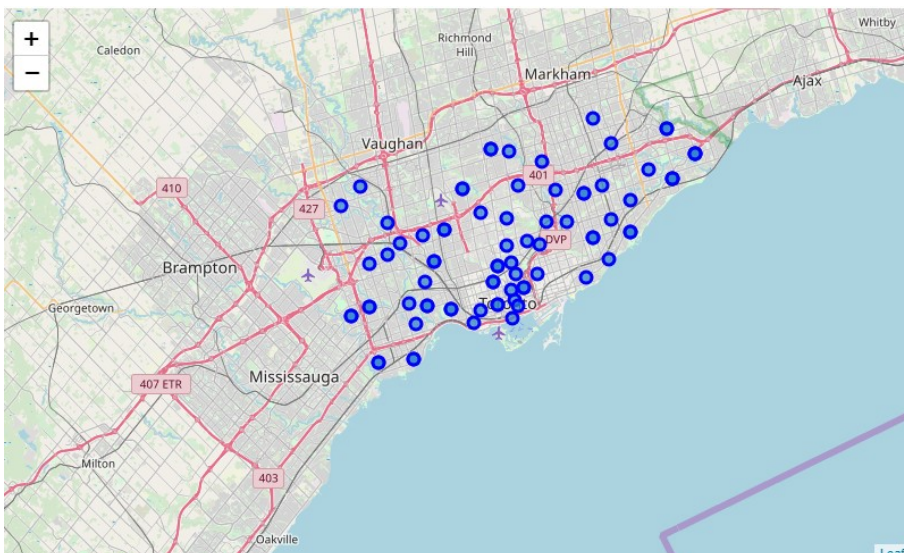 +
−
Caledon
Richmond
Hill
Whitby
Markham
Ajax
Vaughan
401
410
427
DVP
Brampton
Georgetown
Toronto
Mississauga
407 ETR
Milton
403
Oakville